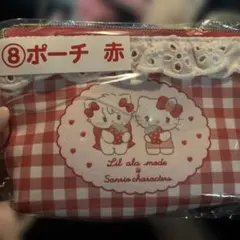 ⑧ポーチ 赤
Lil ala mode
Sanrio characters